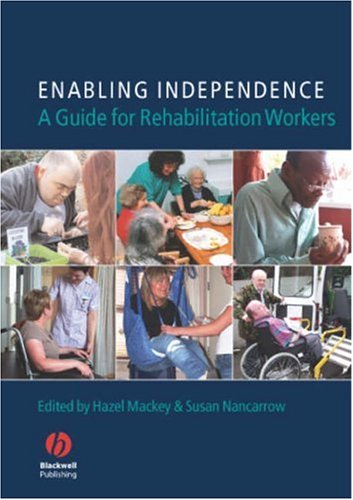 ENABLING INDEPENDENCE
A Guide for Rehabilitation Workers
Edited by Hazel Mackey & Susan Nancarrow
Blackwell
Publishing